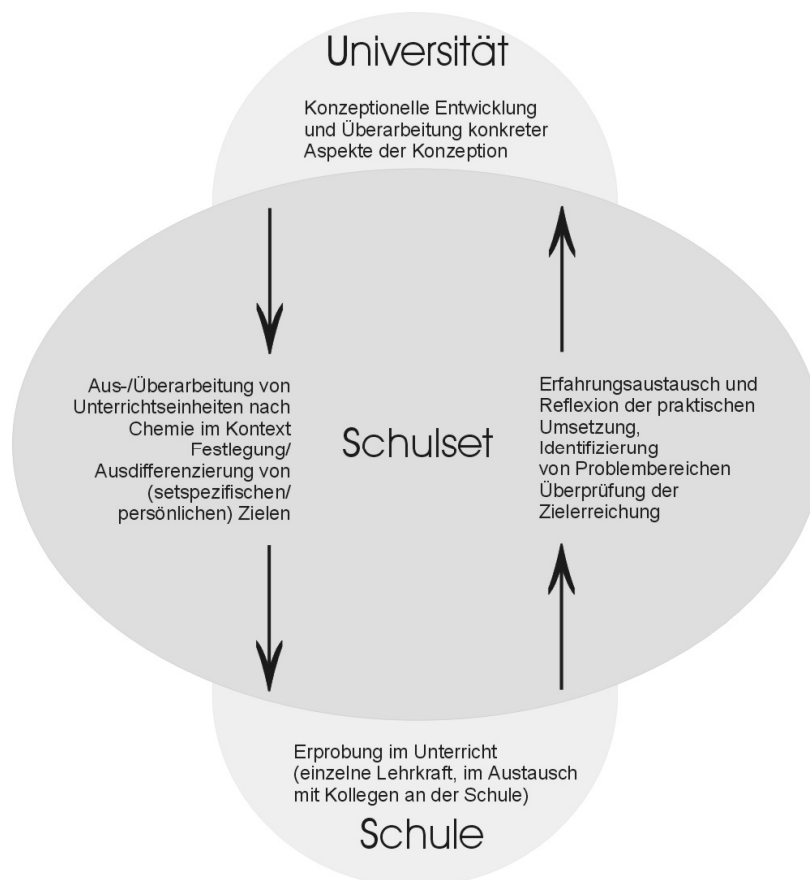 Universität
Konzeptionelle Entwicklung
und Überarbeitung konkreter
Aspekte der Konzeption
Aus-/Überarbeitung von
Unterrichtseinheiten nach
Chemie im Kontext
Festlegung/
Ausdifferenzierung von
(setspezifischen/
persönlichen) Zielen
Schulset
Erfahrungsaustausch und
Reflexion der praktischen
Umsetzung,
Identifizierung
von Problembereichen
Überprüfung der
Zielerreichung
Erprobung im Unterricht
(einzelne Lehrkraft, im Austausch
mit Kollegen an der Schule)
Schule